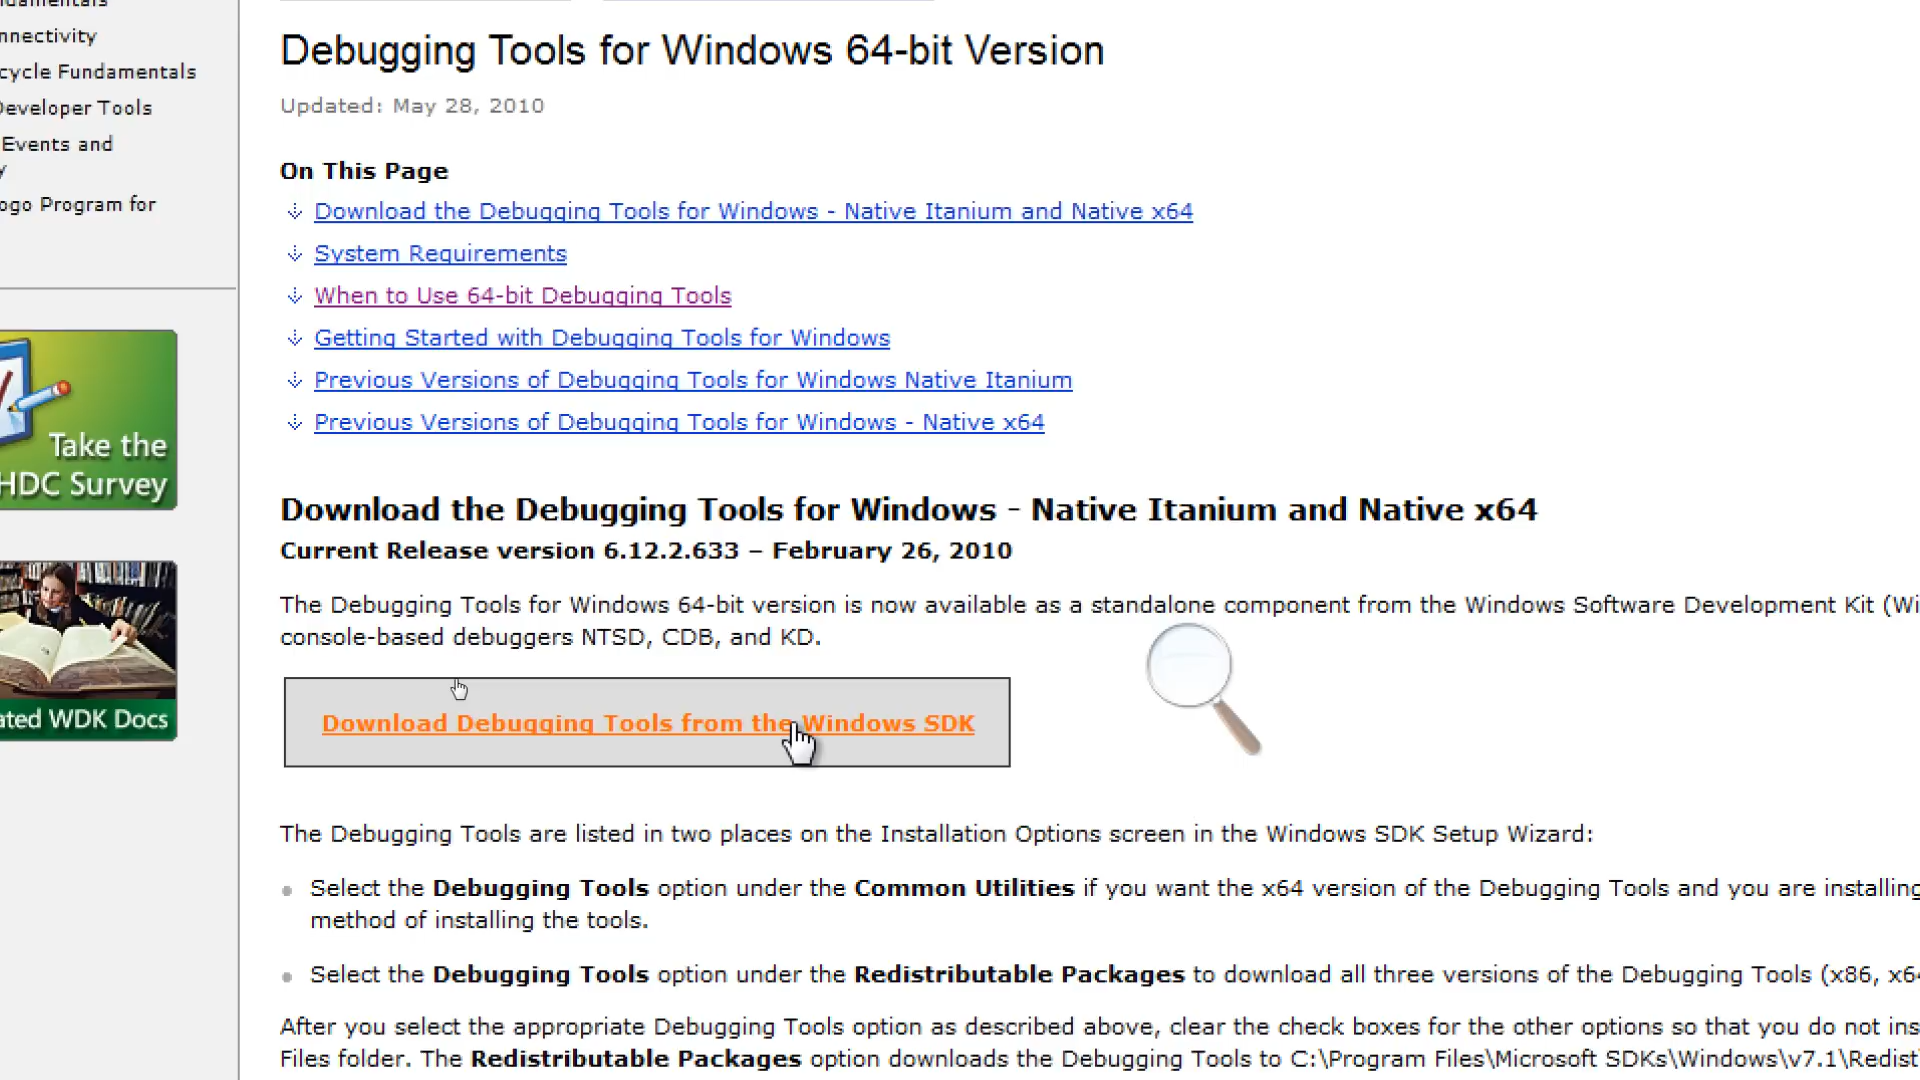 nnectivity
cycle Fundamentals
Developer Tools
Events and
ogo Program for
Take the
HDC Survey
ated WDK Docs
Debugging Tools for Windows 64-bit Version
Updated: May 28, 2010
On This Page
Download the Debugging Tools for Windows - Native Itanium and Native x64
System Requirements
When to Use 64-bit Debugging Tools
Getting Started with Debugging Tools for Windows
Previous Versions of Debugging Tools for Windows Native Itanium
Previous Versions of Debugging Tools for Windows - Native x64
Download the Debugging Tools for Windows - Native Itanium and Native x64
Current Release version 6.12.2.633 – February 26, 2010
The Debugging Tools for Windows 64-bit version is now available as a standalone component from the Windows Software Development Kit (Wi
console-based debuggers NTSD, CDB, and KD.
Download Debugging Tools from the Windows SDK
The Debugging Tools are listed in two places on the Installation Options screen in the Windows SDK Setup Wizard:
Select the Debugging Tools option under the Common Utilities if you want the x64 version of the Debugging Tools and you are installing
method of installing the tools.
Select the Debugging Tools option under the Redistributable Packages to download all three versions of the Debugging Tools (x86, x64
After you select the appropriate Debugging Tools option as described above, clear the check boxes for the other options so that you do not ins
Files folder. The Redistributable Packages option downloads the Debugging Tools to C:\Program Files\Microsoft SDKs\Windows\v7.1\Redist\